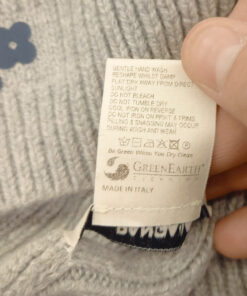 GENTLE HAND WASH
RESHAPE WHILST DAMP
FLAT DRY AWAY FROM DIRECT
SUNLIGHT
DO NOT BLEACH
DO NOT TUMBLE DRY
COOL IRON ON REVERSE
DO NOT IRON ON PRINT & TRIMS
PILLING & SNAGGING MAY OCCUR
DURING WASH AND WEAR
Be Green When You Dry Clean
GREENEARTH
CLEANING
MADE IN ITALY